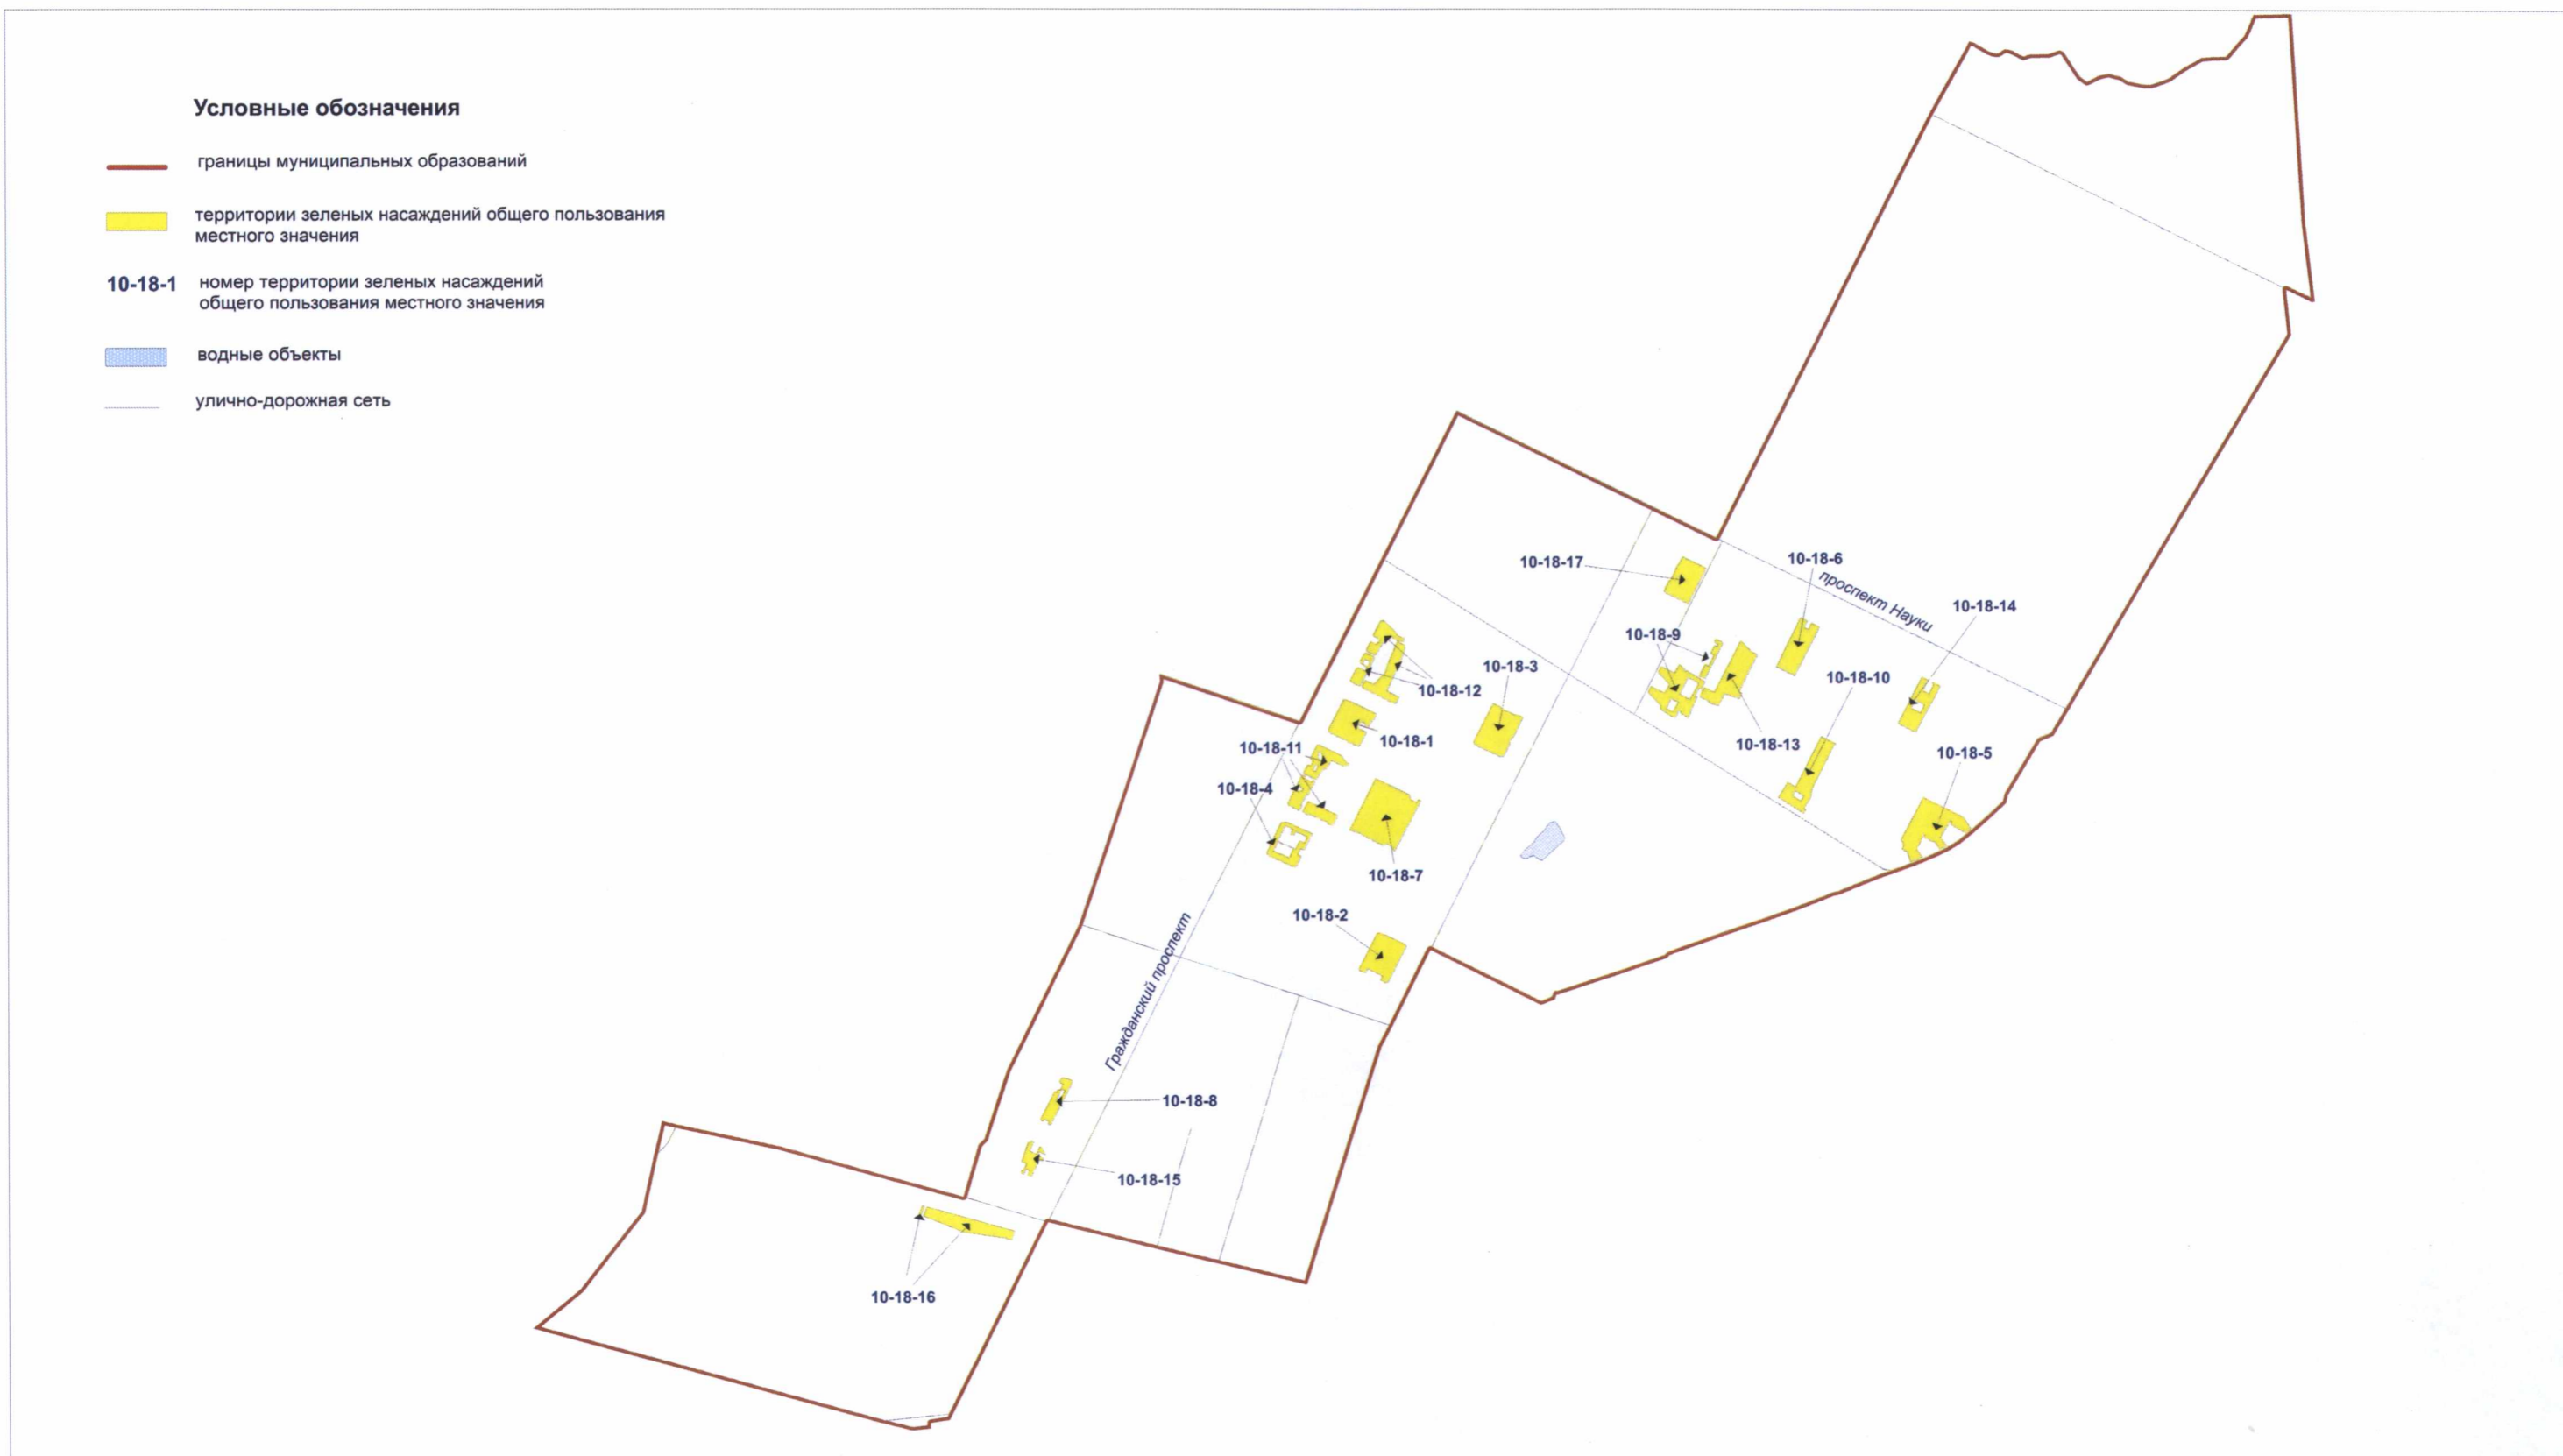 Условные обозначения
границы муниципальных образований
территории зеленых насаждений общего пользования
местного значения
10-18-1 номер территории зеленых насаждений
общего пользования местного значения
водные объекты
улично-дорожная сеть
10-18-17
10-18-6
проспект Науки
10-18-14
10-18-9
10-18-3
10-18-10
10-18-12
10-18-1
10-18-13
10-18-11
10-18-5
10-18-4
10-18-7
10-18-2
Гражданский проспект
10-18-8
10-18-15
10-18-16